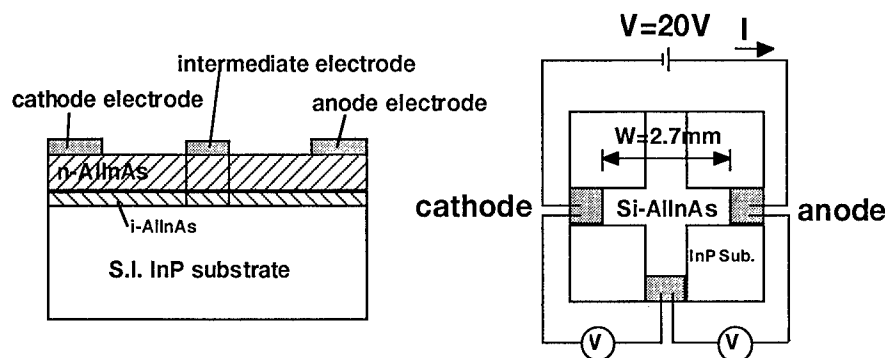 intermediate electrode
cathode electrode
anode electrode
n-AlInAs
i-AlInAs
S.I. InP substrate
V=20V
I
W=2.7mm
cathode
Si-AlInAs
anode
InP Sub.
V
V